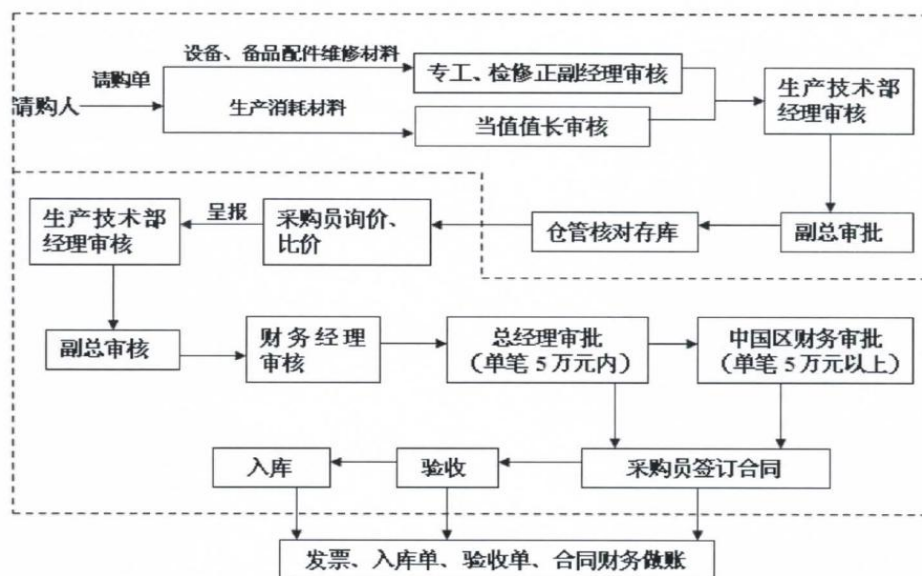 设备、备品配件维修材料
请购单
专工、检修正副经理审核
生产技术部
经理审核
请购人
生产消耗材料
当值值长审核
生产技术部
经理审核
呈报
采购员询价、
比价
仓管核对存库
副总审批
副总审核
财务经理
审核
总经理审批
（单笔5万元内）
中国区财务审批
（单笔5万元以上）
入库
验收
采购员签订合同
发票、入库单、验收单、合同财务做账